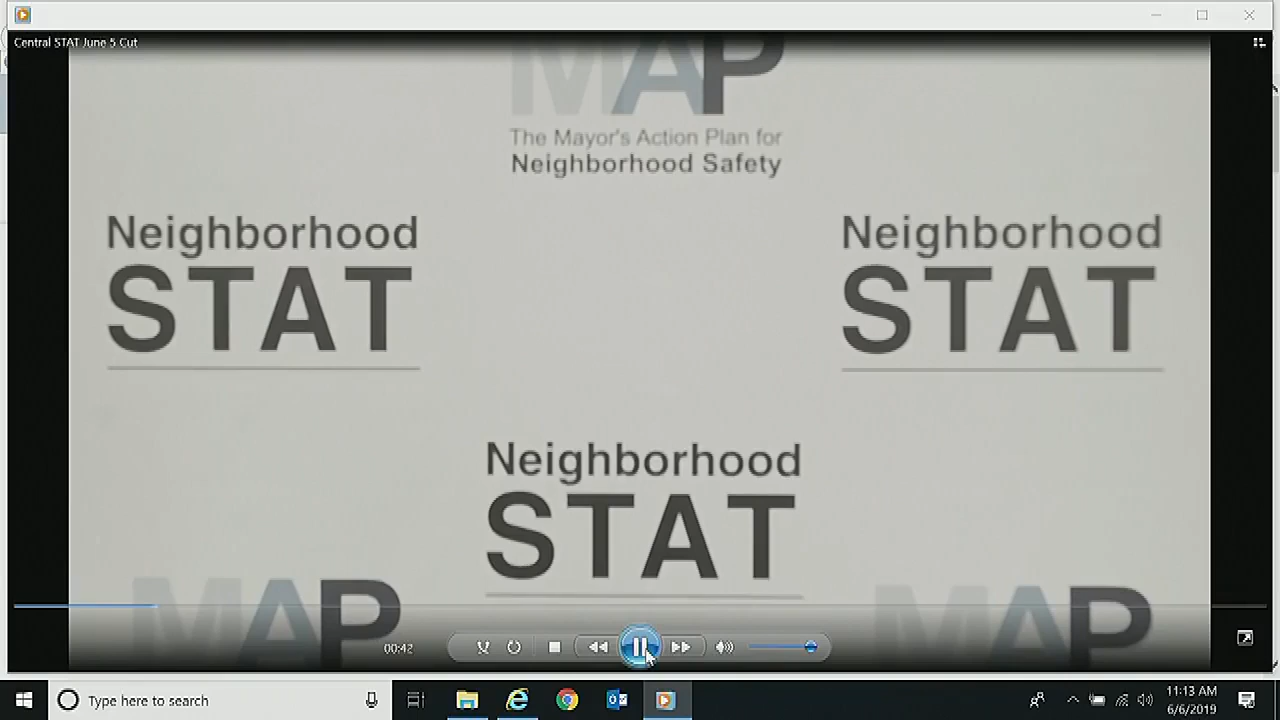 Central STAT June 5 Cut
MAP
The Mayor's Action Plan for
Neighborhood Safety
Neighborhood
STAT
Neighborhood
STAT
Neighborhood
STAT
MAP
MAP
00:42
Type here to search
11:13 AM
6/6/2019